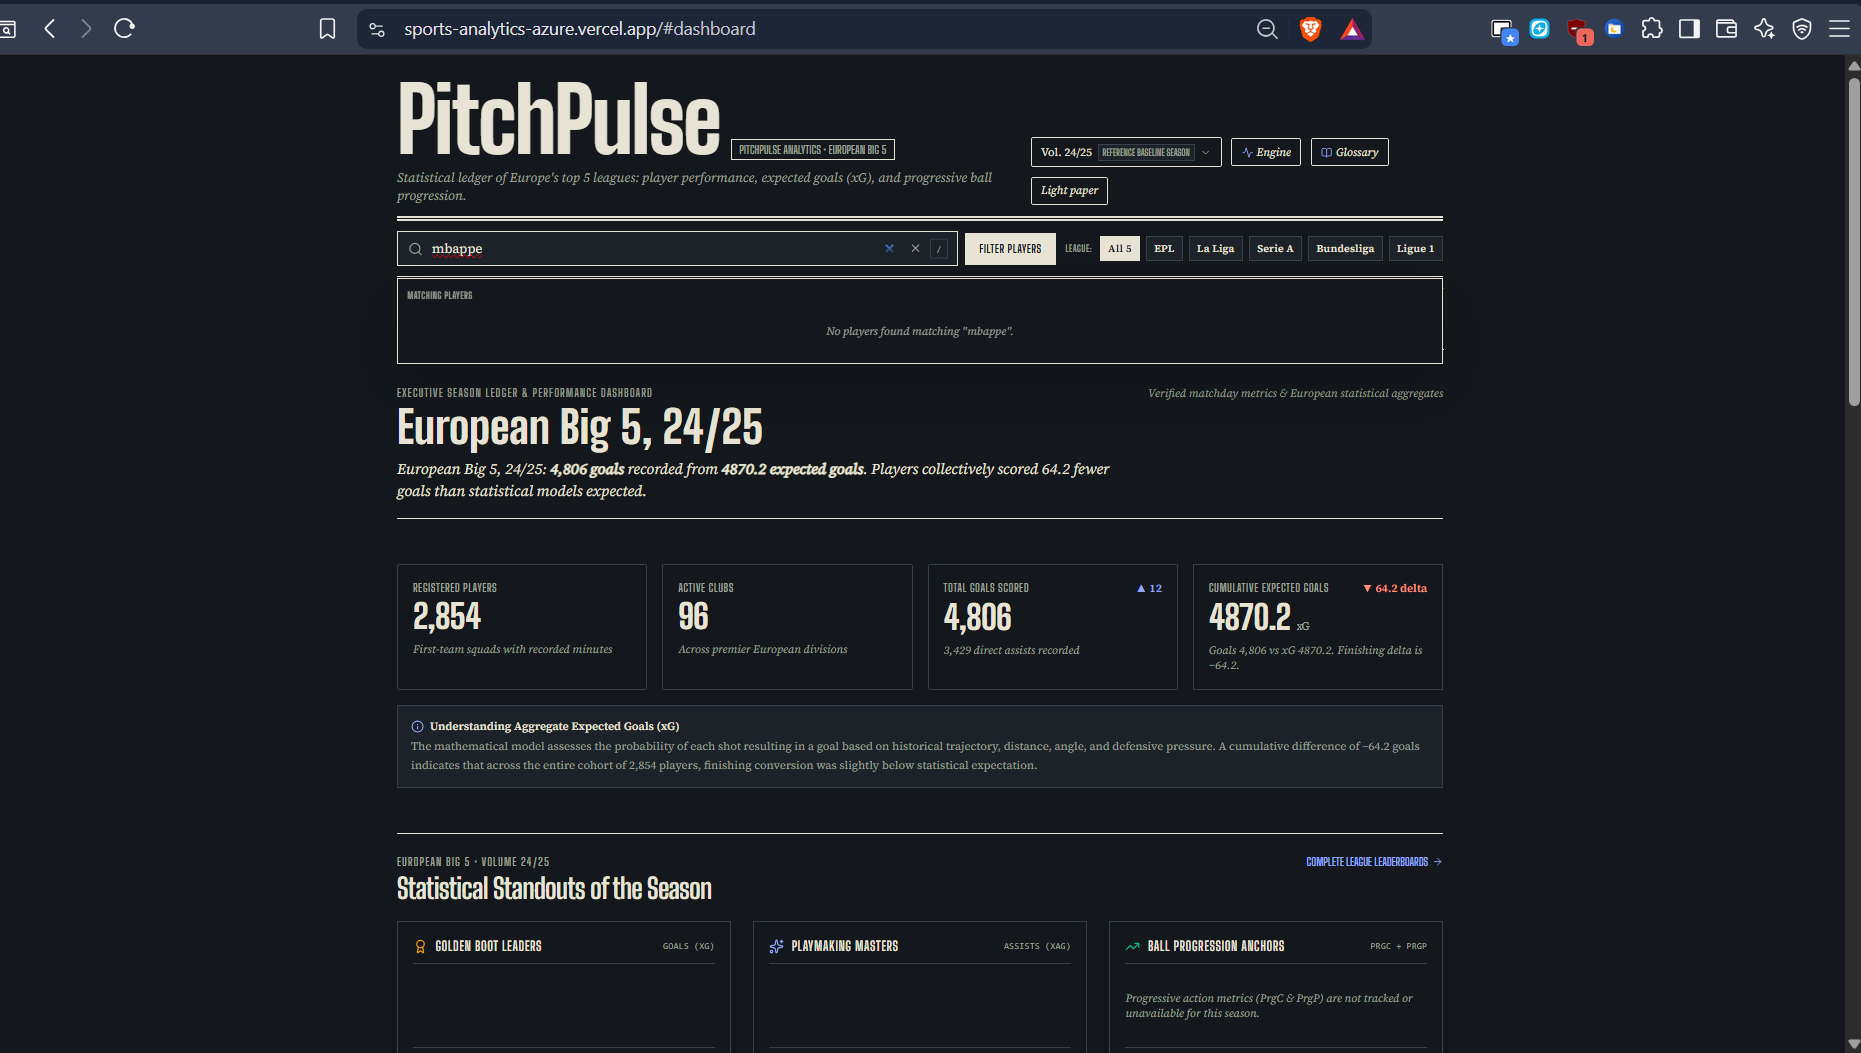 sports-analytics-azure.vercel.app/#dashboard
1
PitchPulse
PITCHPULSE ANALYTICS • EUROPEAN BIG 5
Statistical ledger of Europe's top 5 leagues: player performance, expected goals (xG), and progressive ball
progression.
Vol. 24/25 REFERENCE BASELINE SEASON
Engine
Glossary
Light paper
mbappe
/
FILTER PLAYERS
LEAGUE: All 5 EPL La Liga Serie A Bundesliga Ligue 1
MATCHING PLAYERS
No players found matching "mbappe".
EXECUTIVE SEASON LEDGER & PERFORMANCE DASHBOARD
Verified matchday metrics & European statistical aggregates
European Big 5, 24/25
European Big 5, 24/25: 4,806 goals recorded from 4870.2 expected goals. Players collectively scored 64.2 fewer
goals than statistical models expected.
REGISTERED PLAYERS
2,854
First-team squads with recorded minutes
ACTIVE CLUBS
96
Across premier European divisions
TOTAL GOALS SCORED
▲ 12
4,806
3,429 direct assists recorded
CUMULATIVE EXPECTED GOALS
▼ 64.2 delta
4870.2 xG
Goals 4,806 vs xG 4870.2. Finishing delta is
−64.2.
Understanding Aggregate Expected Goals (xG)
The mathematical model assesses the probability of each shot resulting in a goal based on historical trajectory, distance, angle, and defensive pressure. A cumulative difference of −64.2 goals
indicates that across the entire cohort of 2,854 players, finishing conversion was slightly below statistical expectation.
EUROPEAN BIG 5 • VOLUME 24/25
COMPLETE LEAGUE LEADERBOARDS →
Statistical Standouts of the Season
GOLDEN BOOT LEADERS
GOALS (XG)
PLAYMAKING MASTERS
ASSISTS (XAG)
BALL PROGRESSION ANCHORS
PRGC + PRGP
Progressive action metrics (PrgC & PrgP) are not tracked or
unavailable for this season.